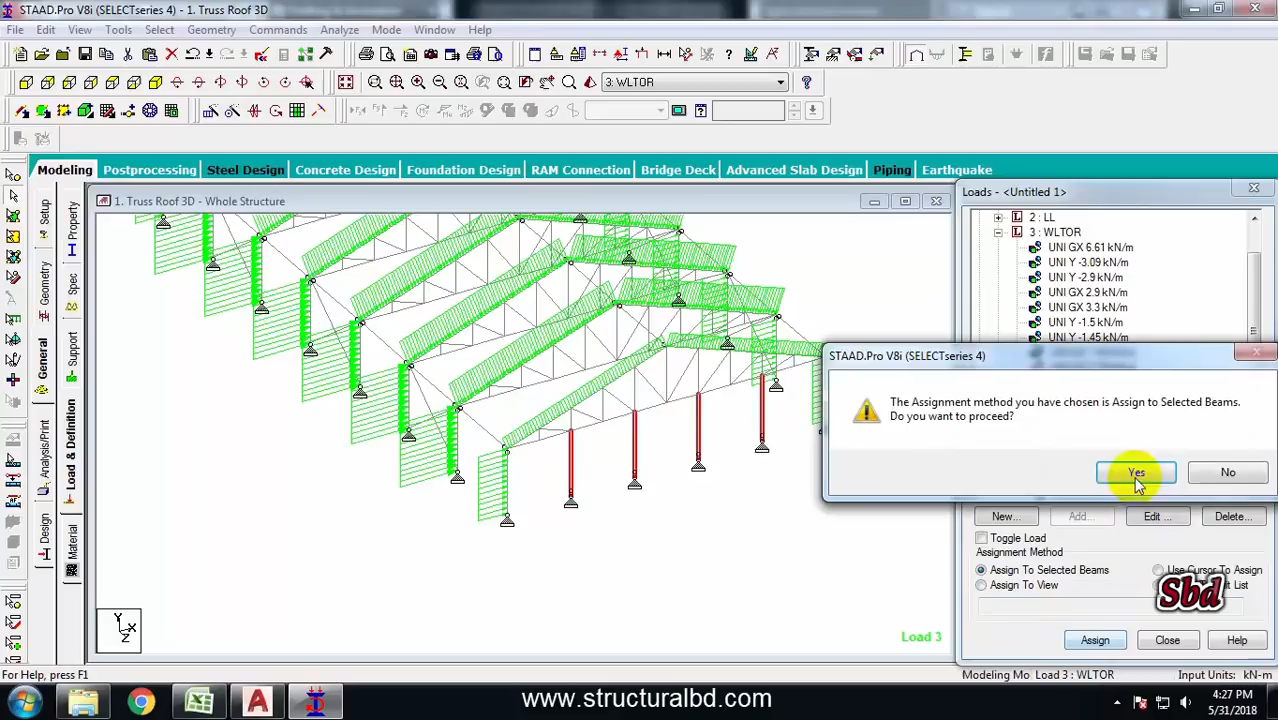 STAAD.Pro V8i (SELECTseries 4) - 1. Truss Roof 3D
File Edit View Tools Select Geometry Commands Analyze Mode Window Help
3: WLTOR
Modeling Postprocessing Steel Design Concrete Design Foundation Design RAM Connection Bridge Deck Advanced Slab Design Piping Earthquake
1. Truss Roof 3D - Whole Structure
Setup
Geometry
General
Analysis/Print
Design
Property
Spec
Support
Load & Definition
Material
Loads - <Untitled 1>
2 : LL
3 : WLTOR
UNI GX 6.61 kN/m
UNI Y -3.09 kN/m
UNI Y -2.9 kN/m
UNI GX 2.9 kN/m
UNI GX 3.3 kN/m
UNI Y -1.5 kN/m
UNI Y -1.45 kN/m
STAAD.Pro V8i (SELECTseries 4)
The Assignment method you have chosen is Assign to Selected Beams.
Do you want to proceed?
Yes No
New... Add... Edit ... Delete...
Toggle Load
Assignment Method
Assign To Selected Beams
Use Cursor To Assign
Assign To View
List
Sbd
Assign Close Help
Y
X
Z
Load 3
For Help, press F1
Modeling Mo Load 3 : WLTOR Input Units: kN-m
www.structuralbd.com
4:27 PM
5/31/2018